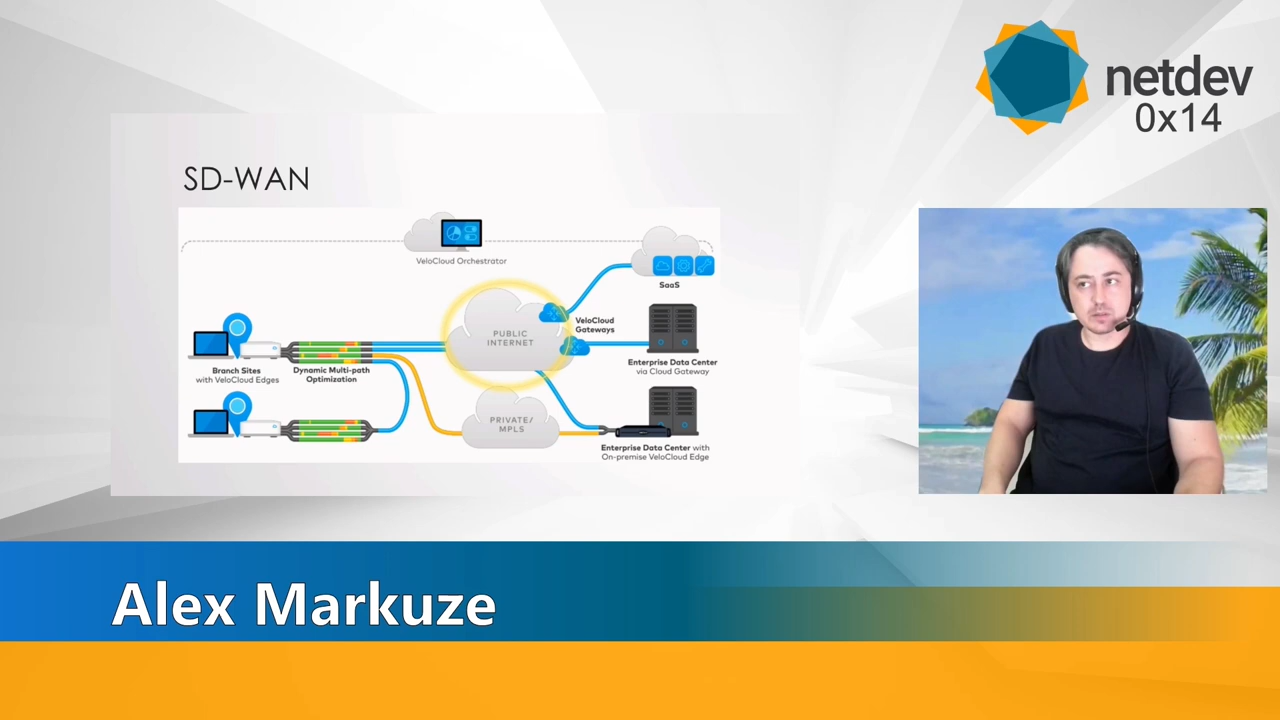 netdev
0x14
SD-WAN
VeloCloud Orchestrator
SaaS
PUBLIC
INTERNET
VeloCloud
Gateways
Enterprise Data Center
via Cloud Gateway
Branch Sites
with VeloCloud Edges
Dynamic Multi-path
Optimization
PRIVATE/
MPLS
Enterprise Data Center with
On-premise VeloCloud Edge
Alex Markuze